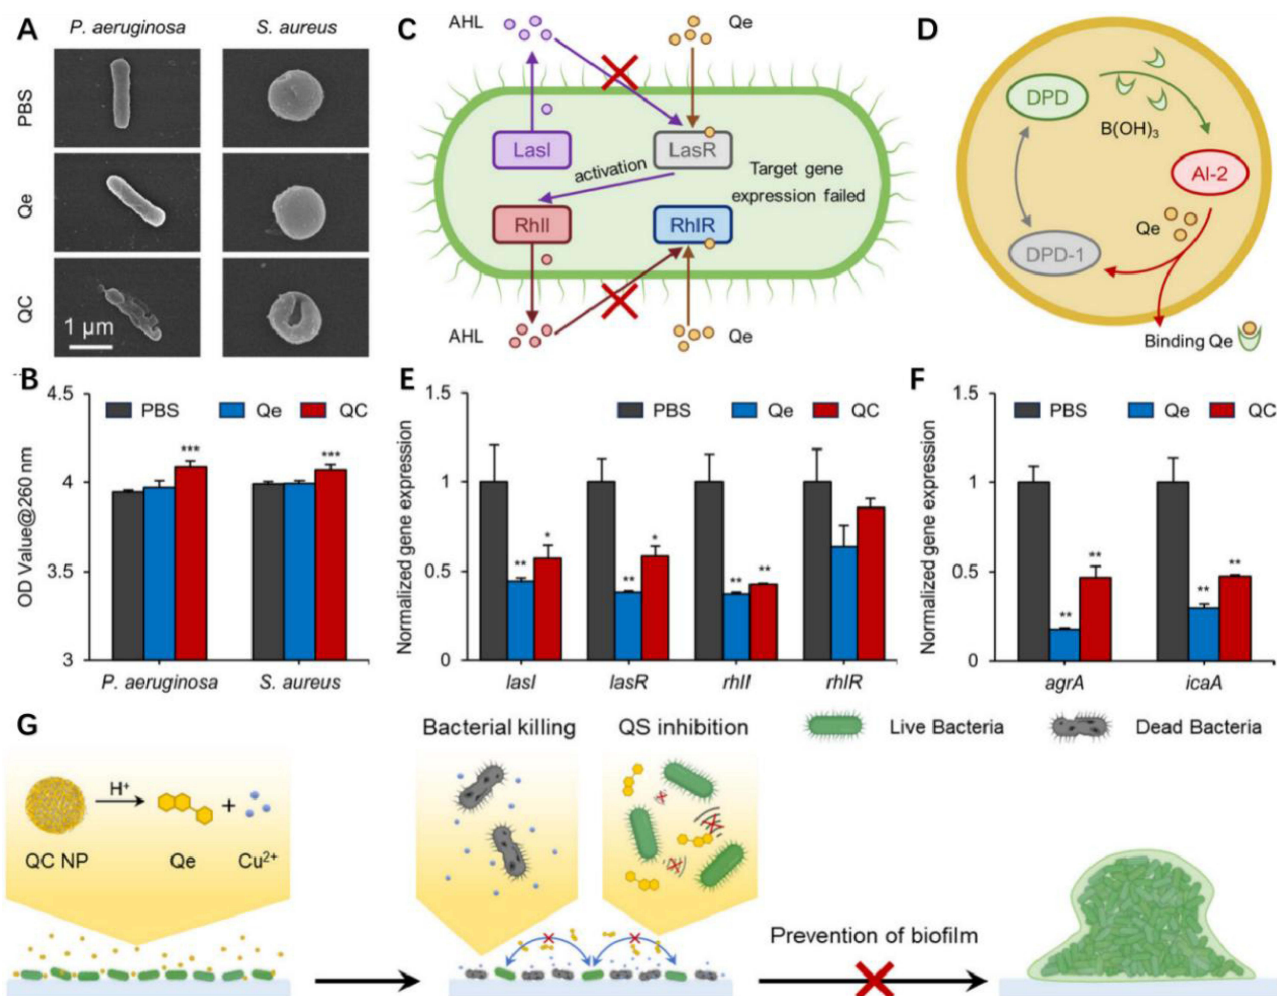 A
P. aeruginosa
S. aureus
PBS
Qe
QC
1 μm
C
AHL
Qe
LasI
LasR
activation
Target gene
expression failed
RhlI
RhlR
AHL
Qe
D
DPD
B(OH)3
AI-2
Qe
DPD-1
Binding Qe
B
4.5
4
3.5
3
OD Value@260 nm
PBS
Qe
QC
***
***
P. aeruginosa
S. aureus
E
1.5
1
0.5
0
Normalized gene expression
PBS
Qe
QC
**
*
**
*
**
**
lasI
lasR
rhlI
rhlR
F
1.5
1
0.5
0
Normalized gene expression
PBS
Qe
QC
**
**
**
**
agrA
icaA
G
Bacterial killing
QS inhibition
Live Bacteria
Dead Bacteria
H+
+
QC NP
Qe
Cu2+
Prevention of biofilm